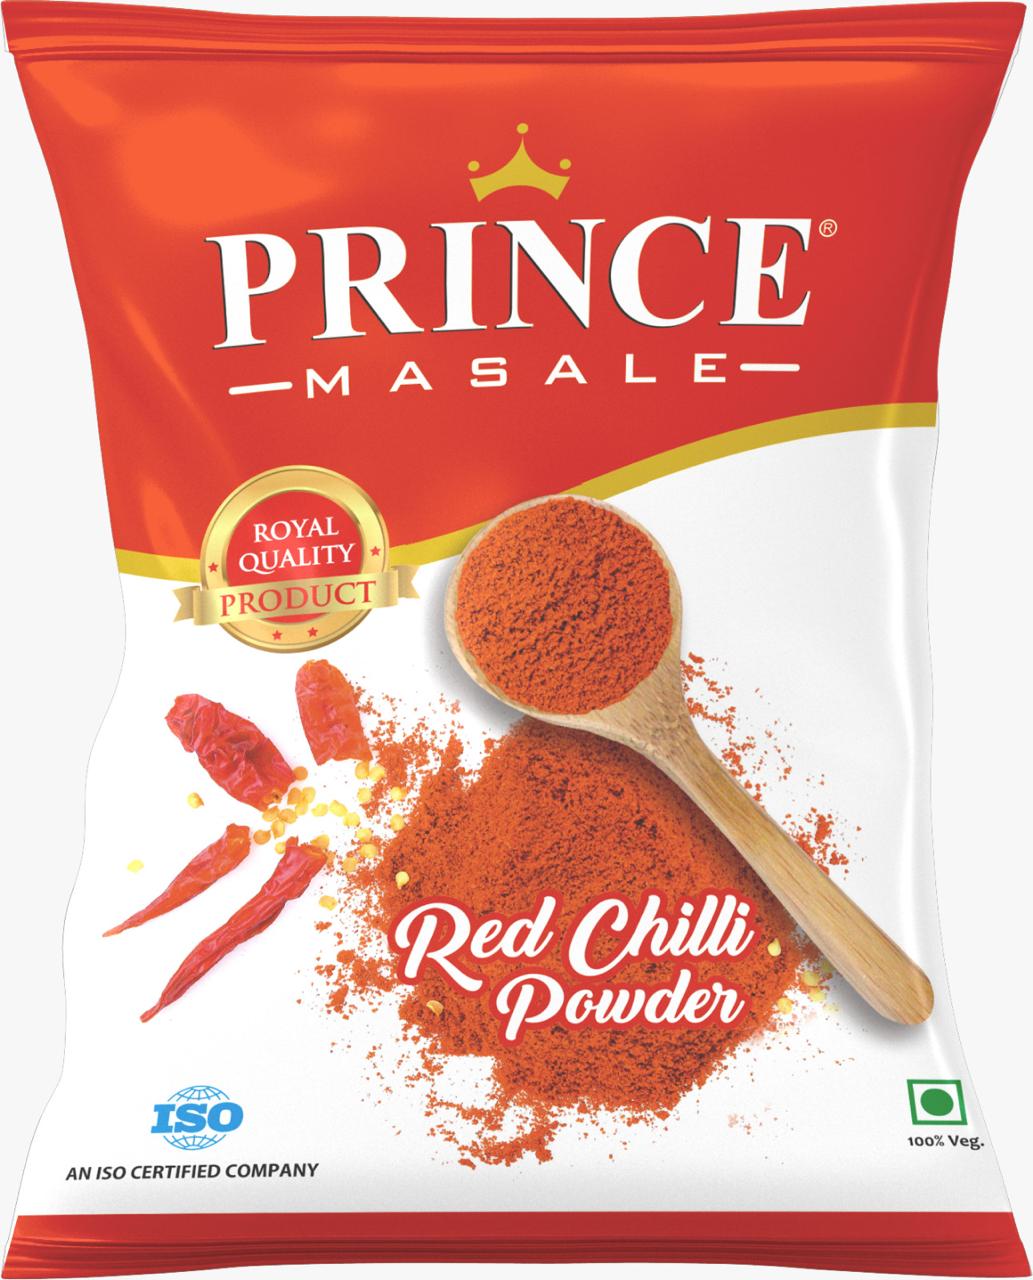 PRINCE®
MASALE
ROYAL
QUALITY
PRODUCT
Red Chilli
Powder
ISO
AN ISO CERTIFIED COMPANY
100% Veg.